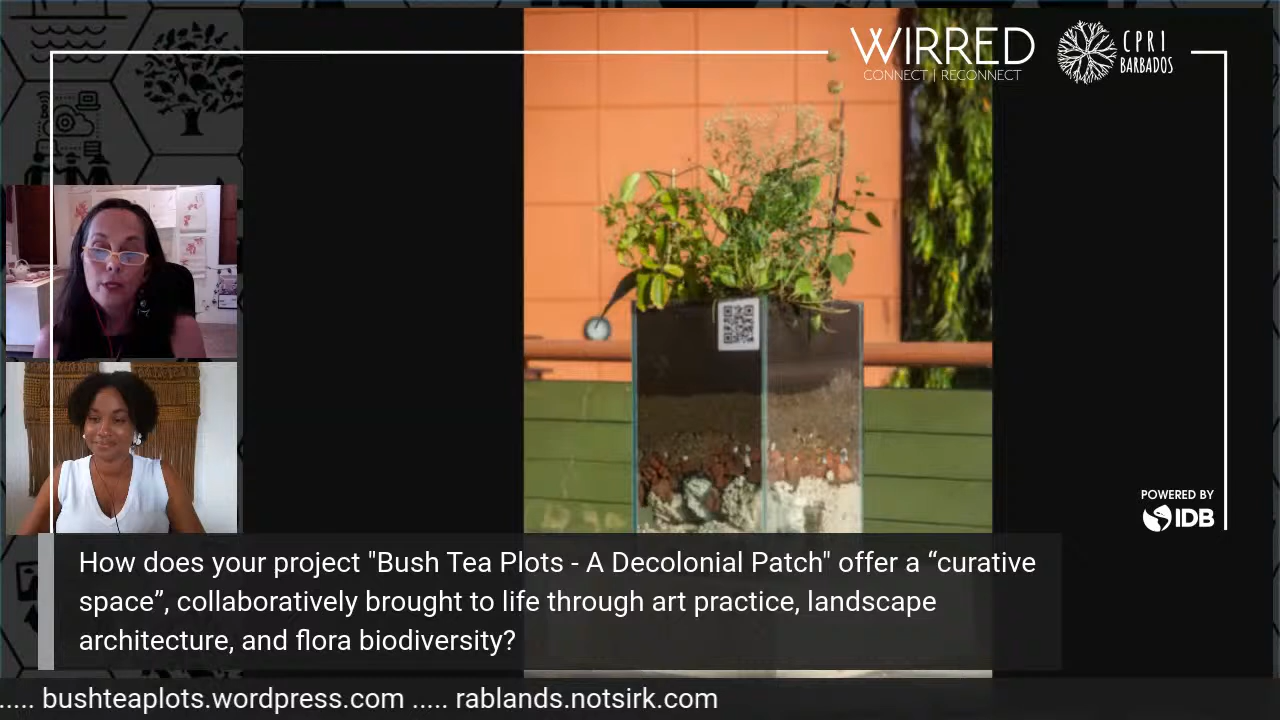 WIRRED
CONNECT | RECONNECT
CPRI
BARBADOS
POWERED BY
IDB
How does your project "Bush Tea Plots - A Decolonial Patch" offer a “curative
space”, collaboratively brought to life through art practice, landscape
architecture, and flora biodiversity?
..... bushteaplots.wordpress.com ..... rablands.notsirk.com